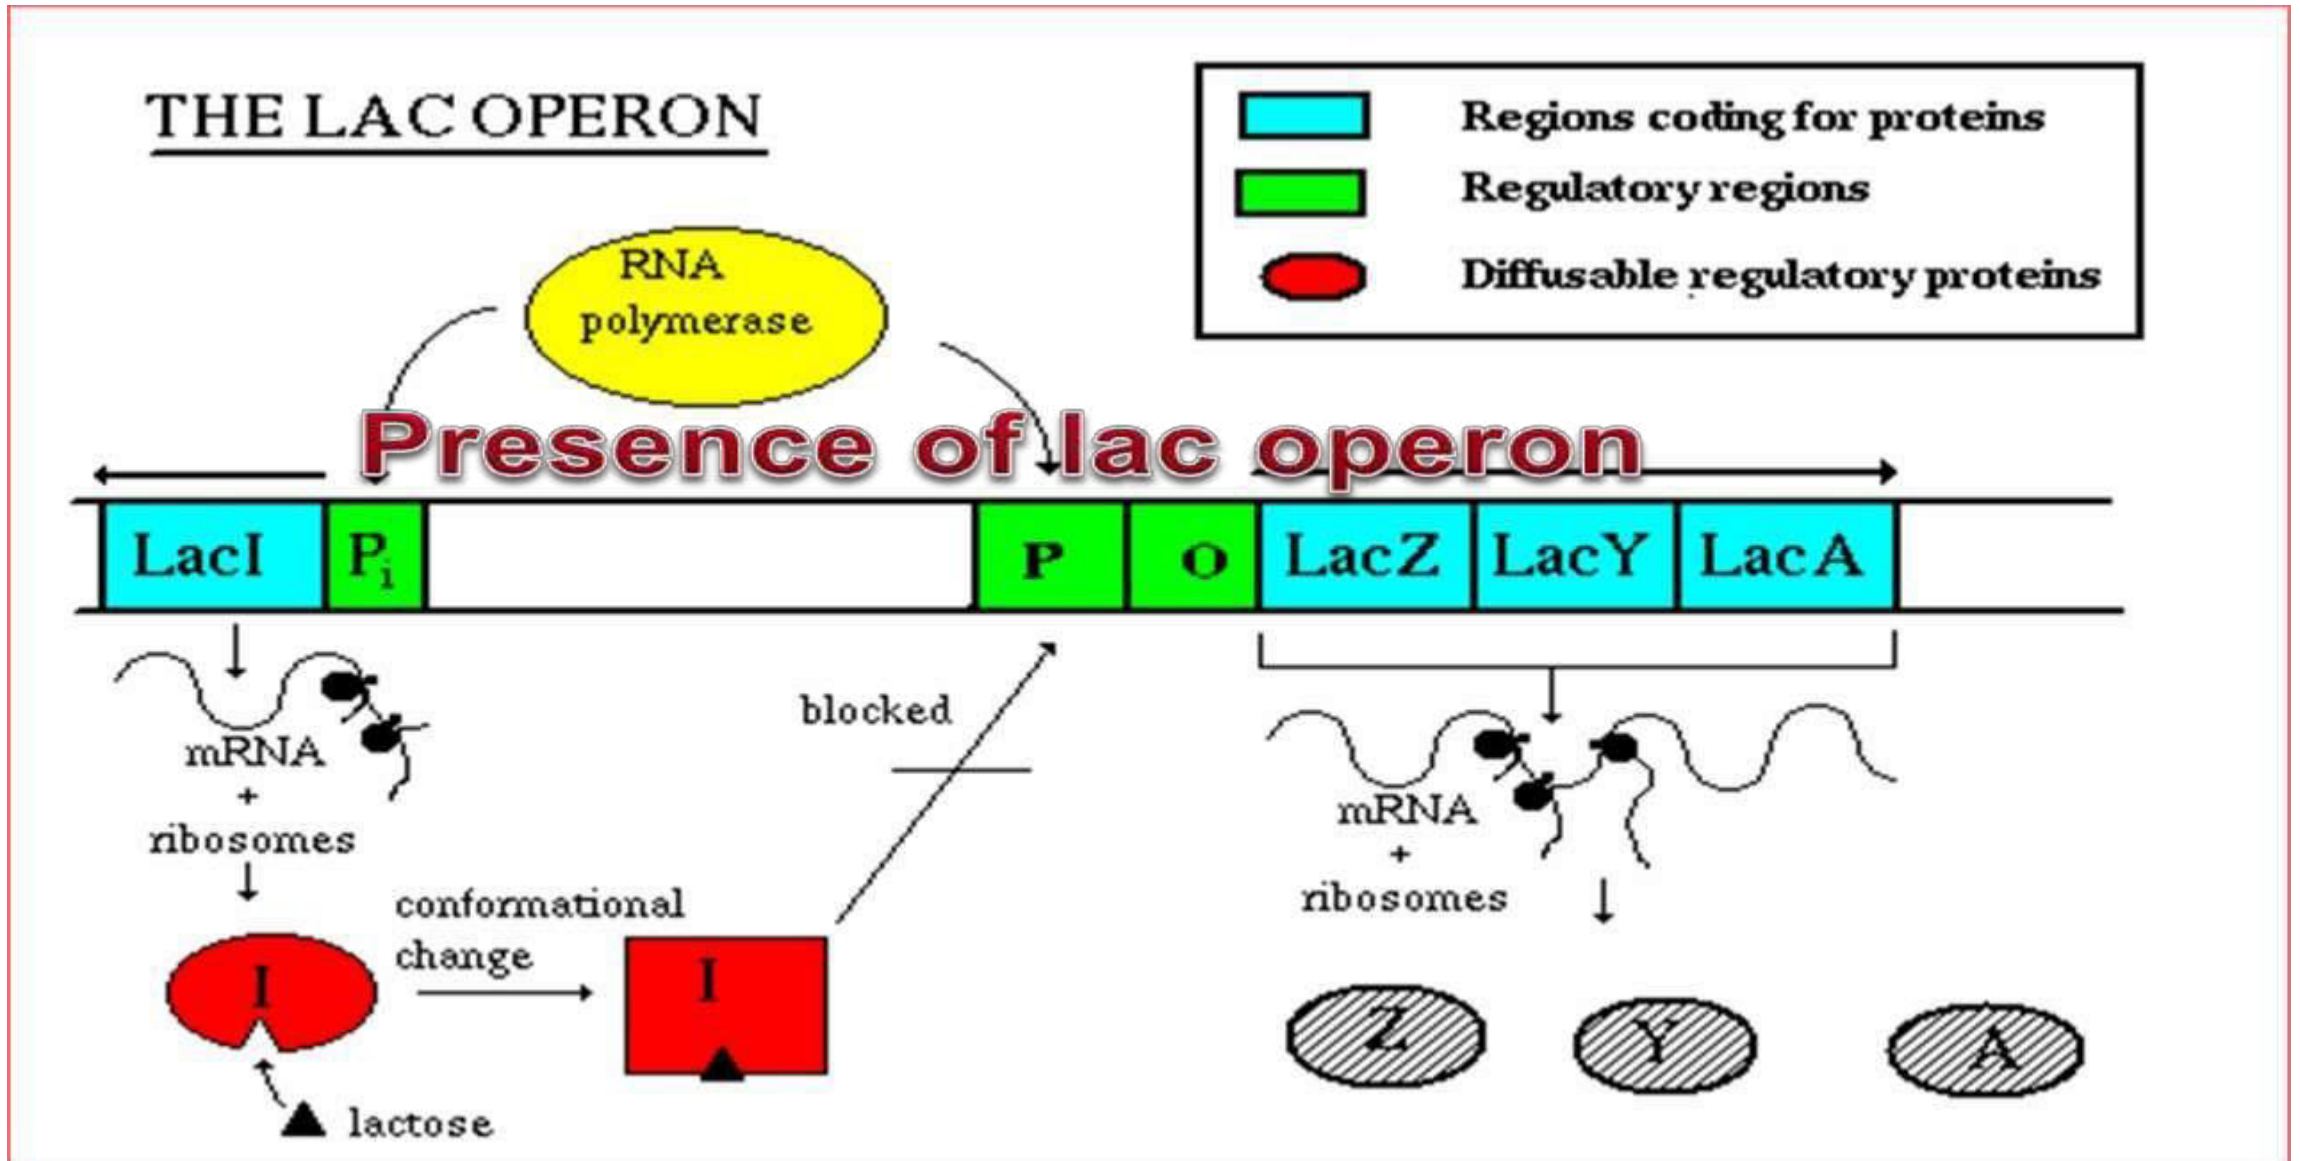 THE LAC OPERON
Regions coding for proteins
Regulatory regions
Diffusable regulatory proteins
RNA
polymerase
Presence of lac operon
LacI
Pi
P
O
LacZ
LacY
LacA
mRNA
+
ribosomes
blocked
mRNA
+
ribosomes
conformational
change
I
I
lactose
Z
Y
A